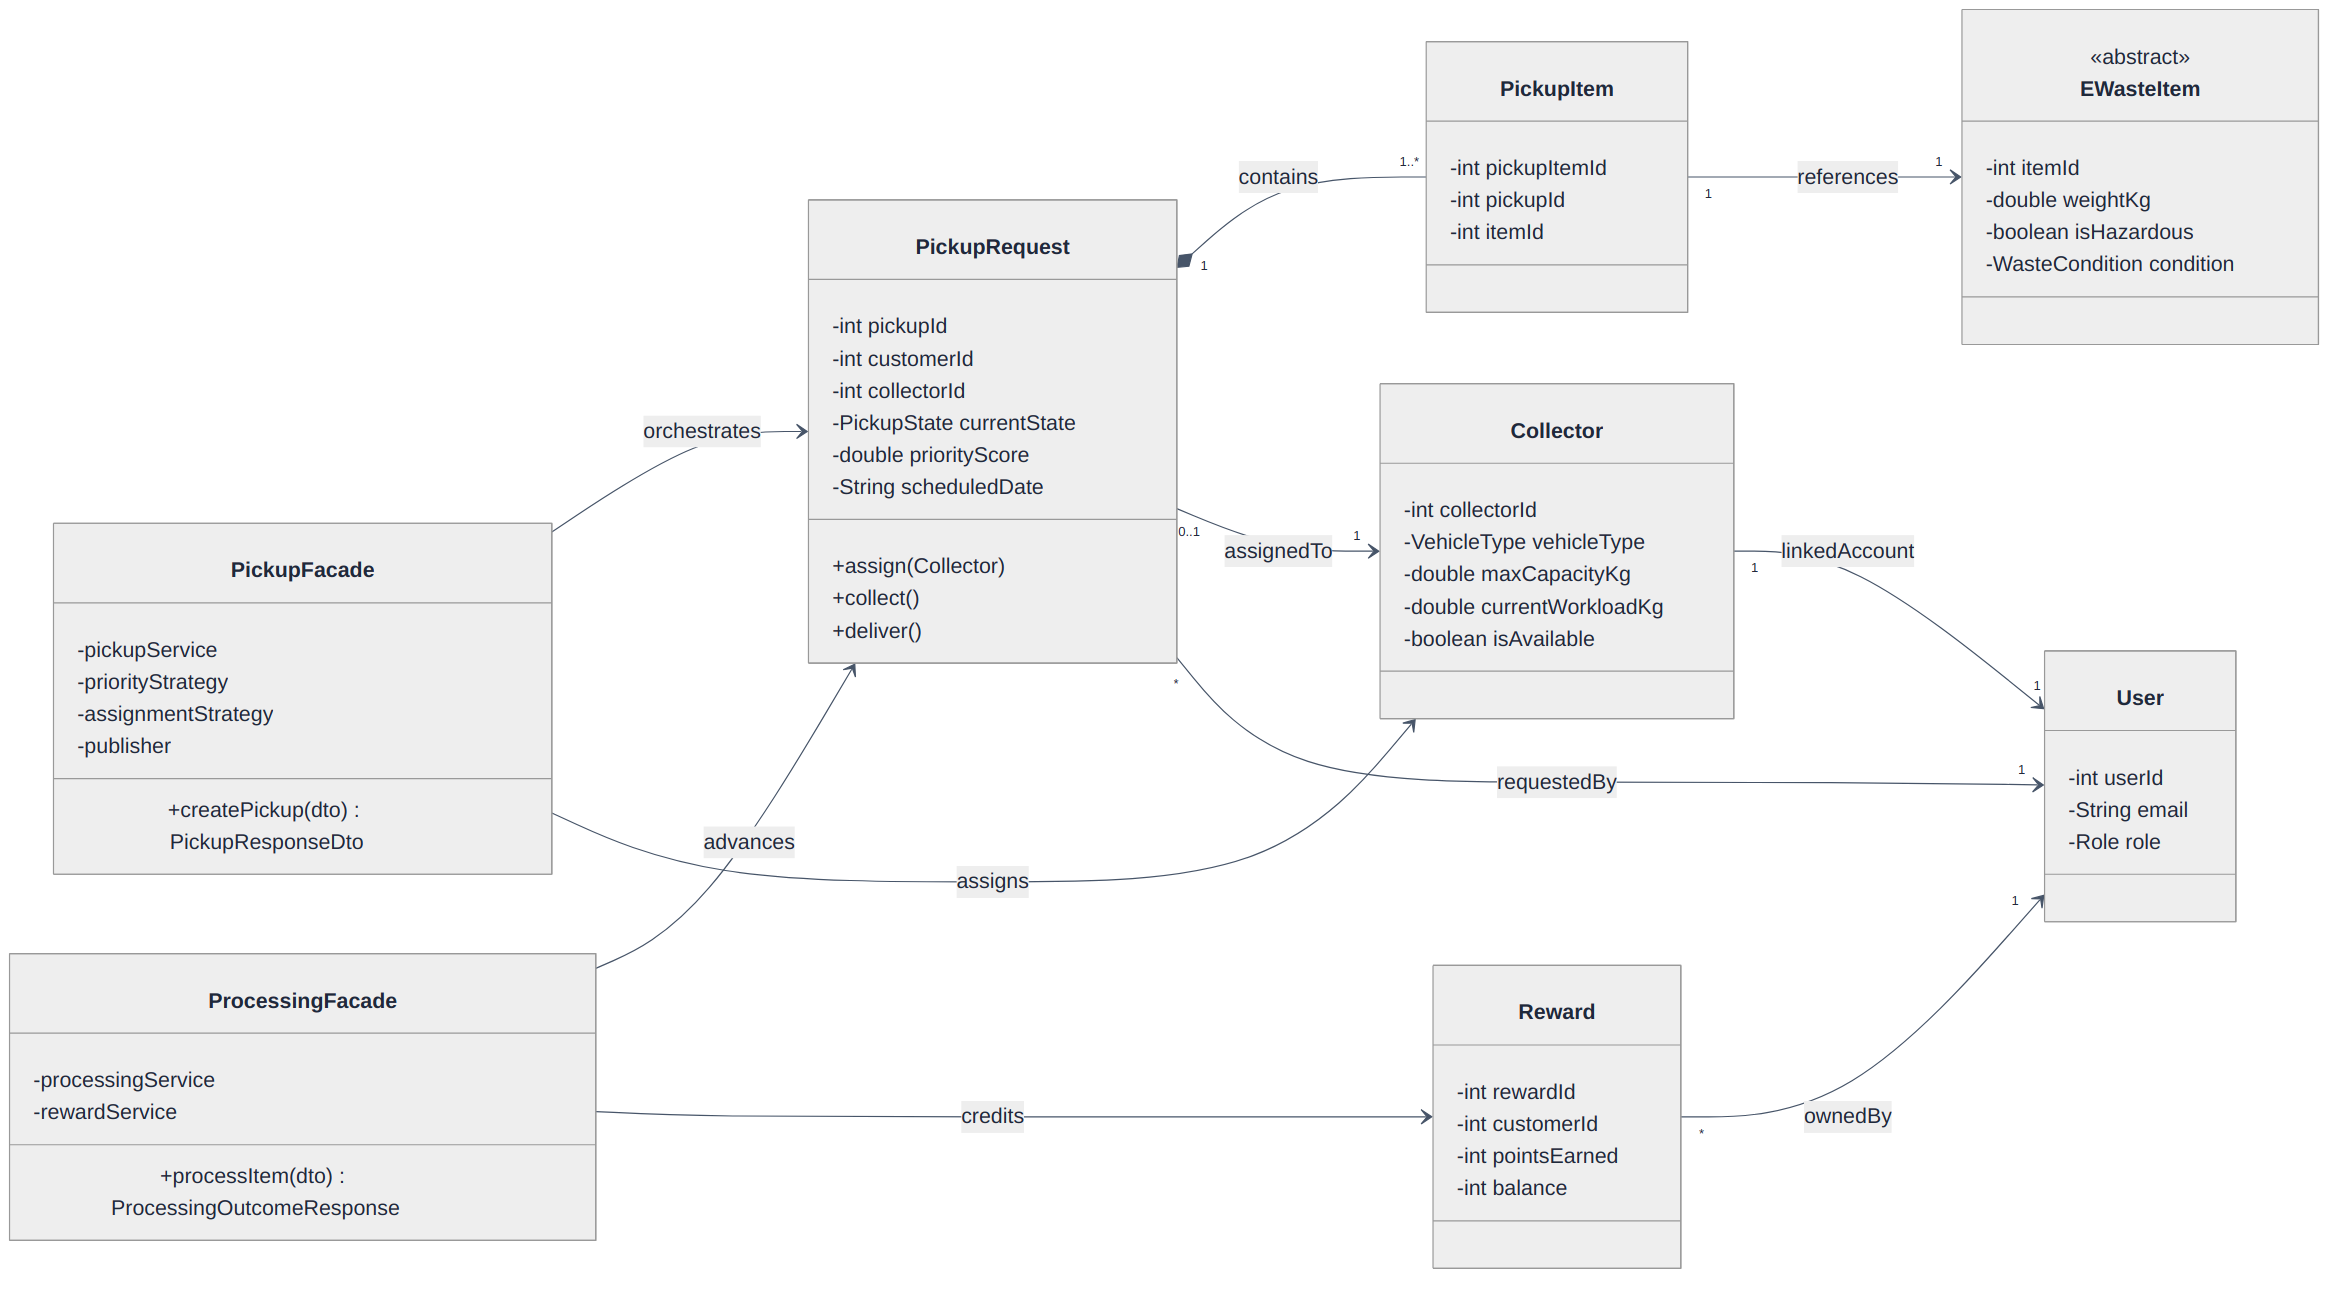 «abstract»
EWasteItem
-int itemId
-double weightKg
-boolean isHazardous
-WasteCondition condition
PickupItem
-int pickupItemId
-int pickupId
-int itemId
1
references
1
contains
1..*
1
PickupRequest
-int pickupId
-int customerId
-int collectorId
-PickupState currentState
-double priorityScore
-String scheduledDate
+assign(Collector)
+collect()
+deliver()
orchestrates
0..1
assignedTo
1
Collector
-int collectorId
-VehicleType vehicleType
-double maxCapacityKg
-double currentWorkloadKg
-boolean isAvailable
1
linkedAccount
1
PickupFacade
-pickupService
-priorityStrategy
-assignmentStrategy
-publisher
+createPickup(dto) :
PickupResponseDto
*
requestedBy
1
User
-int userId
-String email
-Role role
advances
assigns
ProcessingFacade
-processingService
-rewardService
+processItem(dto) :
ProcessingOutcomeResponse
credits
Reward
-int rewardId
-int customerId
-int pointsEarned
-int balance
*
ownedBy
1